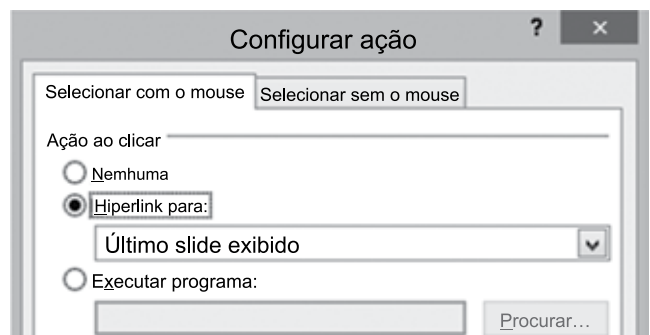 Configurar ação ? ×
Selecionar com o mouse Selecionar sem o mouse
Ação ao clicar
Nemhuma
Hiperlink para:
Último slide exibido
Executar programa:
Procurar...